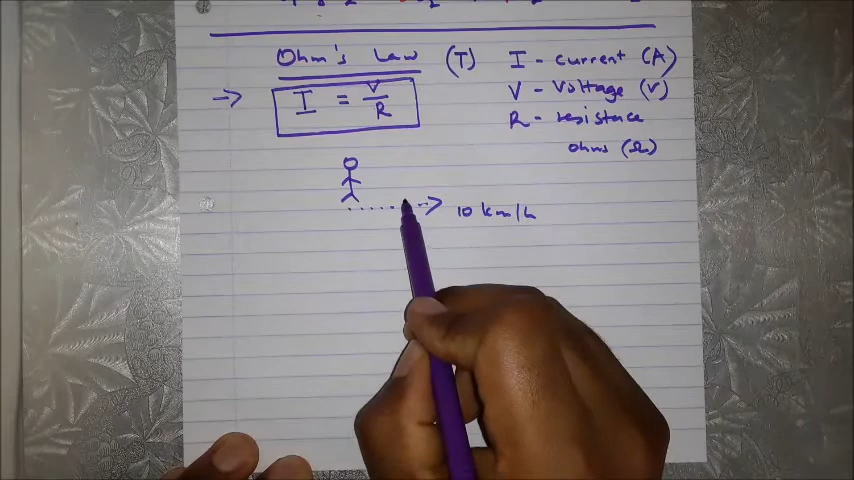 Ohm's Law (T) I - current (A)
→ I = V/R
V - Voltage (V)
R - resistance
ohms (Ω)
10 km/h